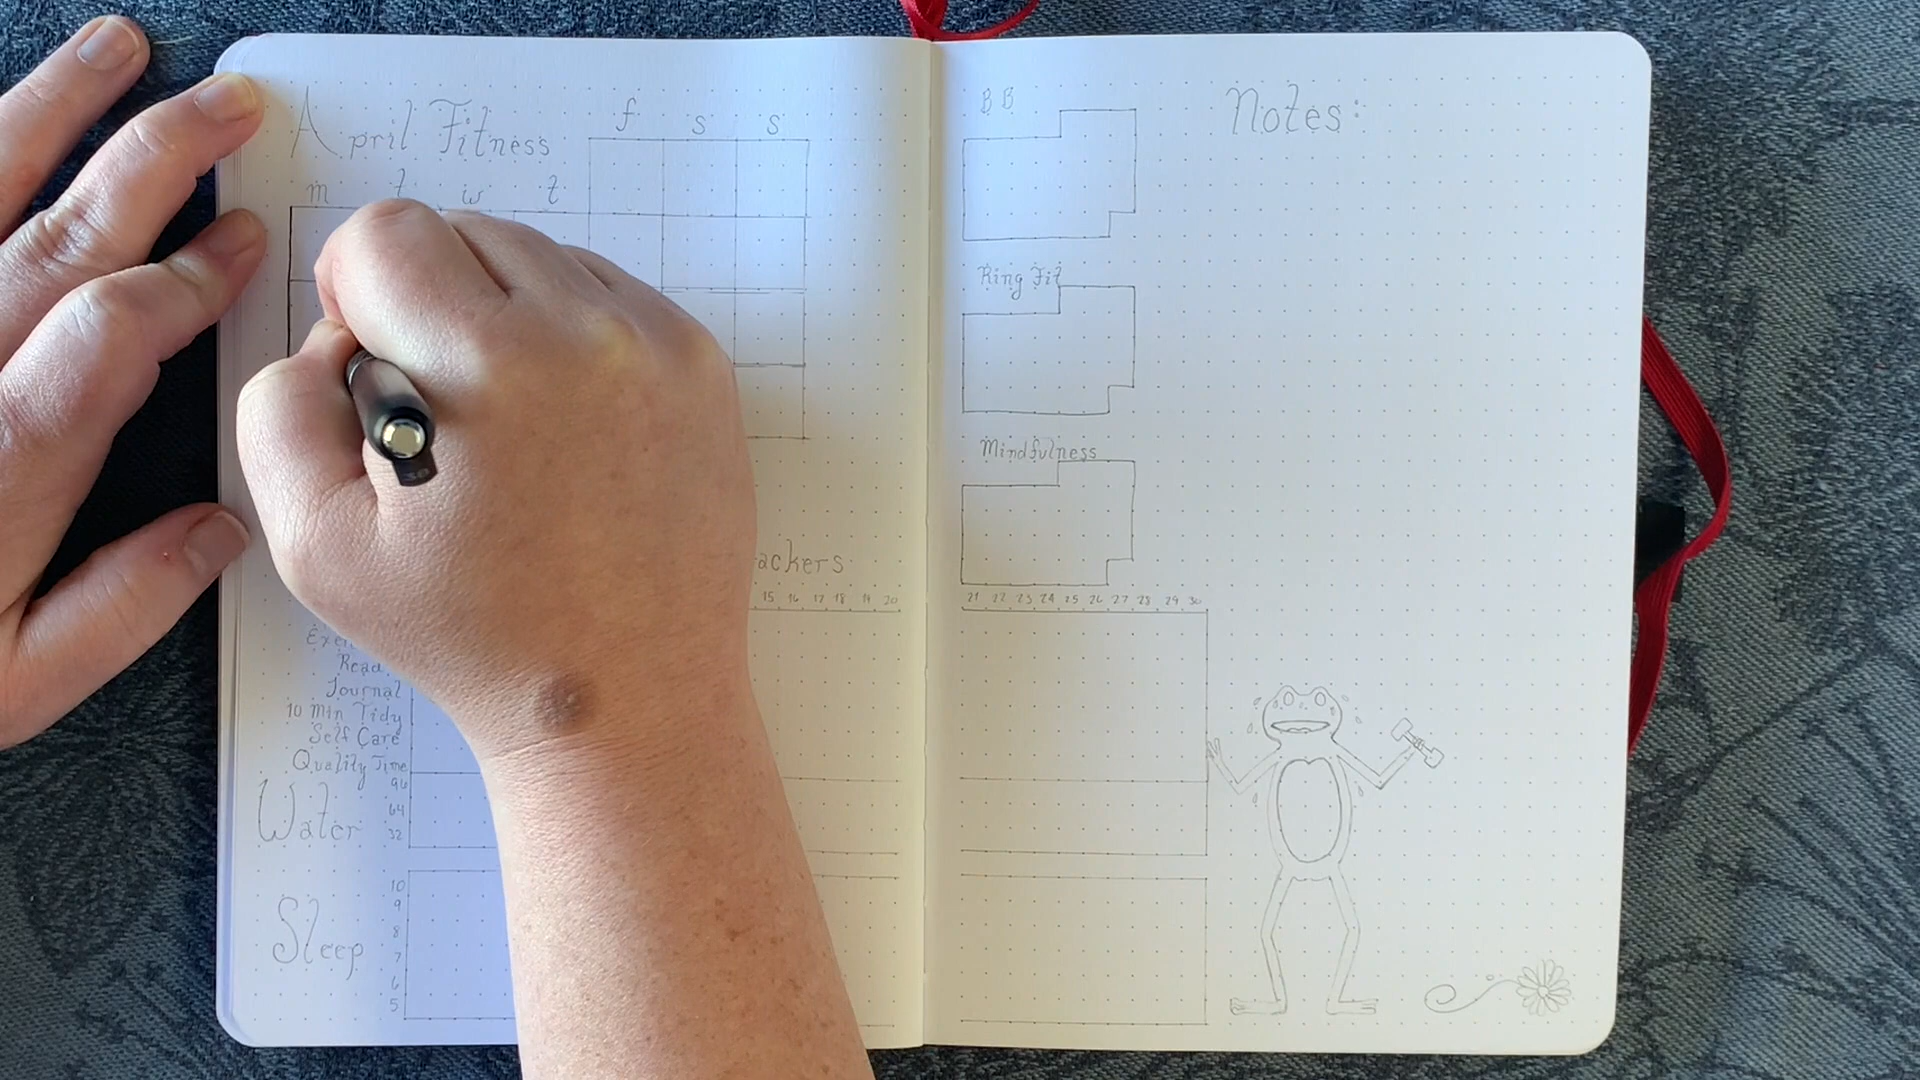 April Fitness
f s s
m t w t
ackers
15 16 17 18 19 20
Read
Journal
10 Min Tidy
Self Care
Quality Time
Water
96
64
32
Sleep
10
9
8
7
6
5
BB
Ring Fit
Mindfulness
21 22 23 24 25 26 27 28 29 30
Notes: